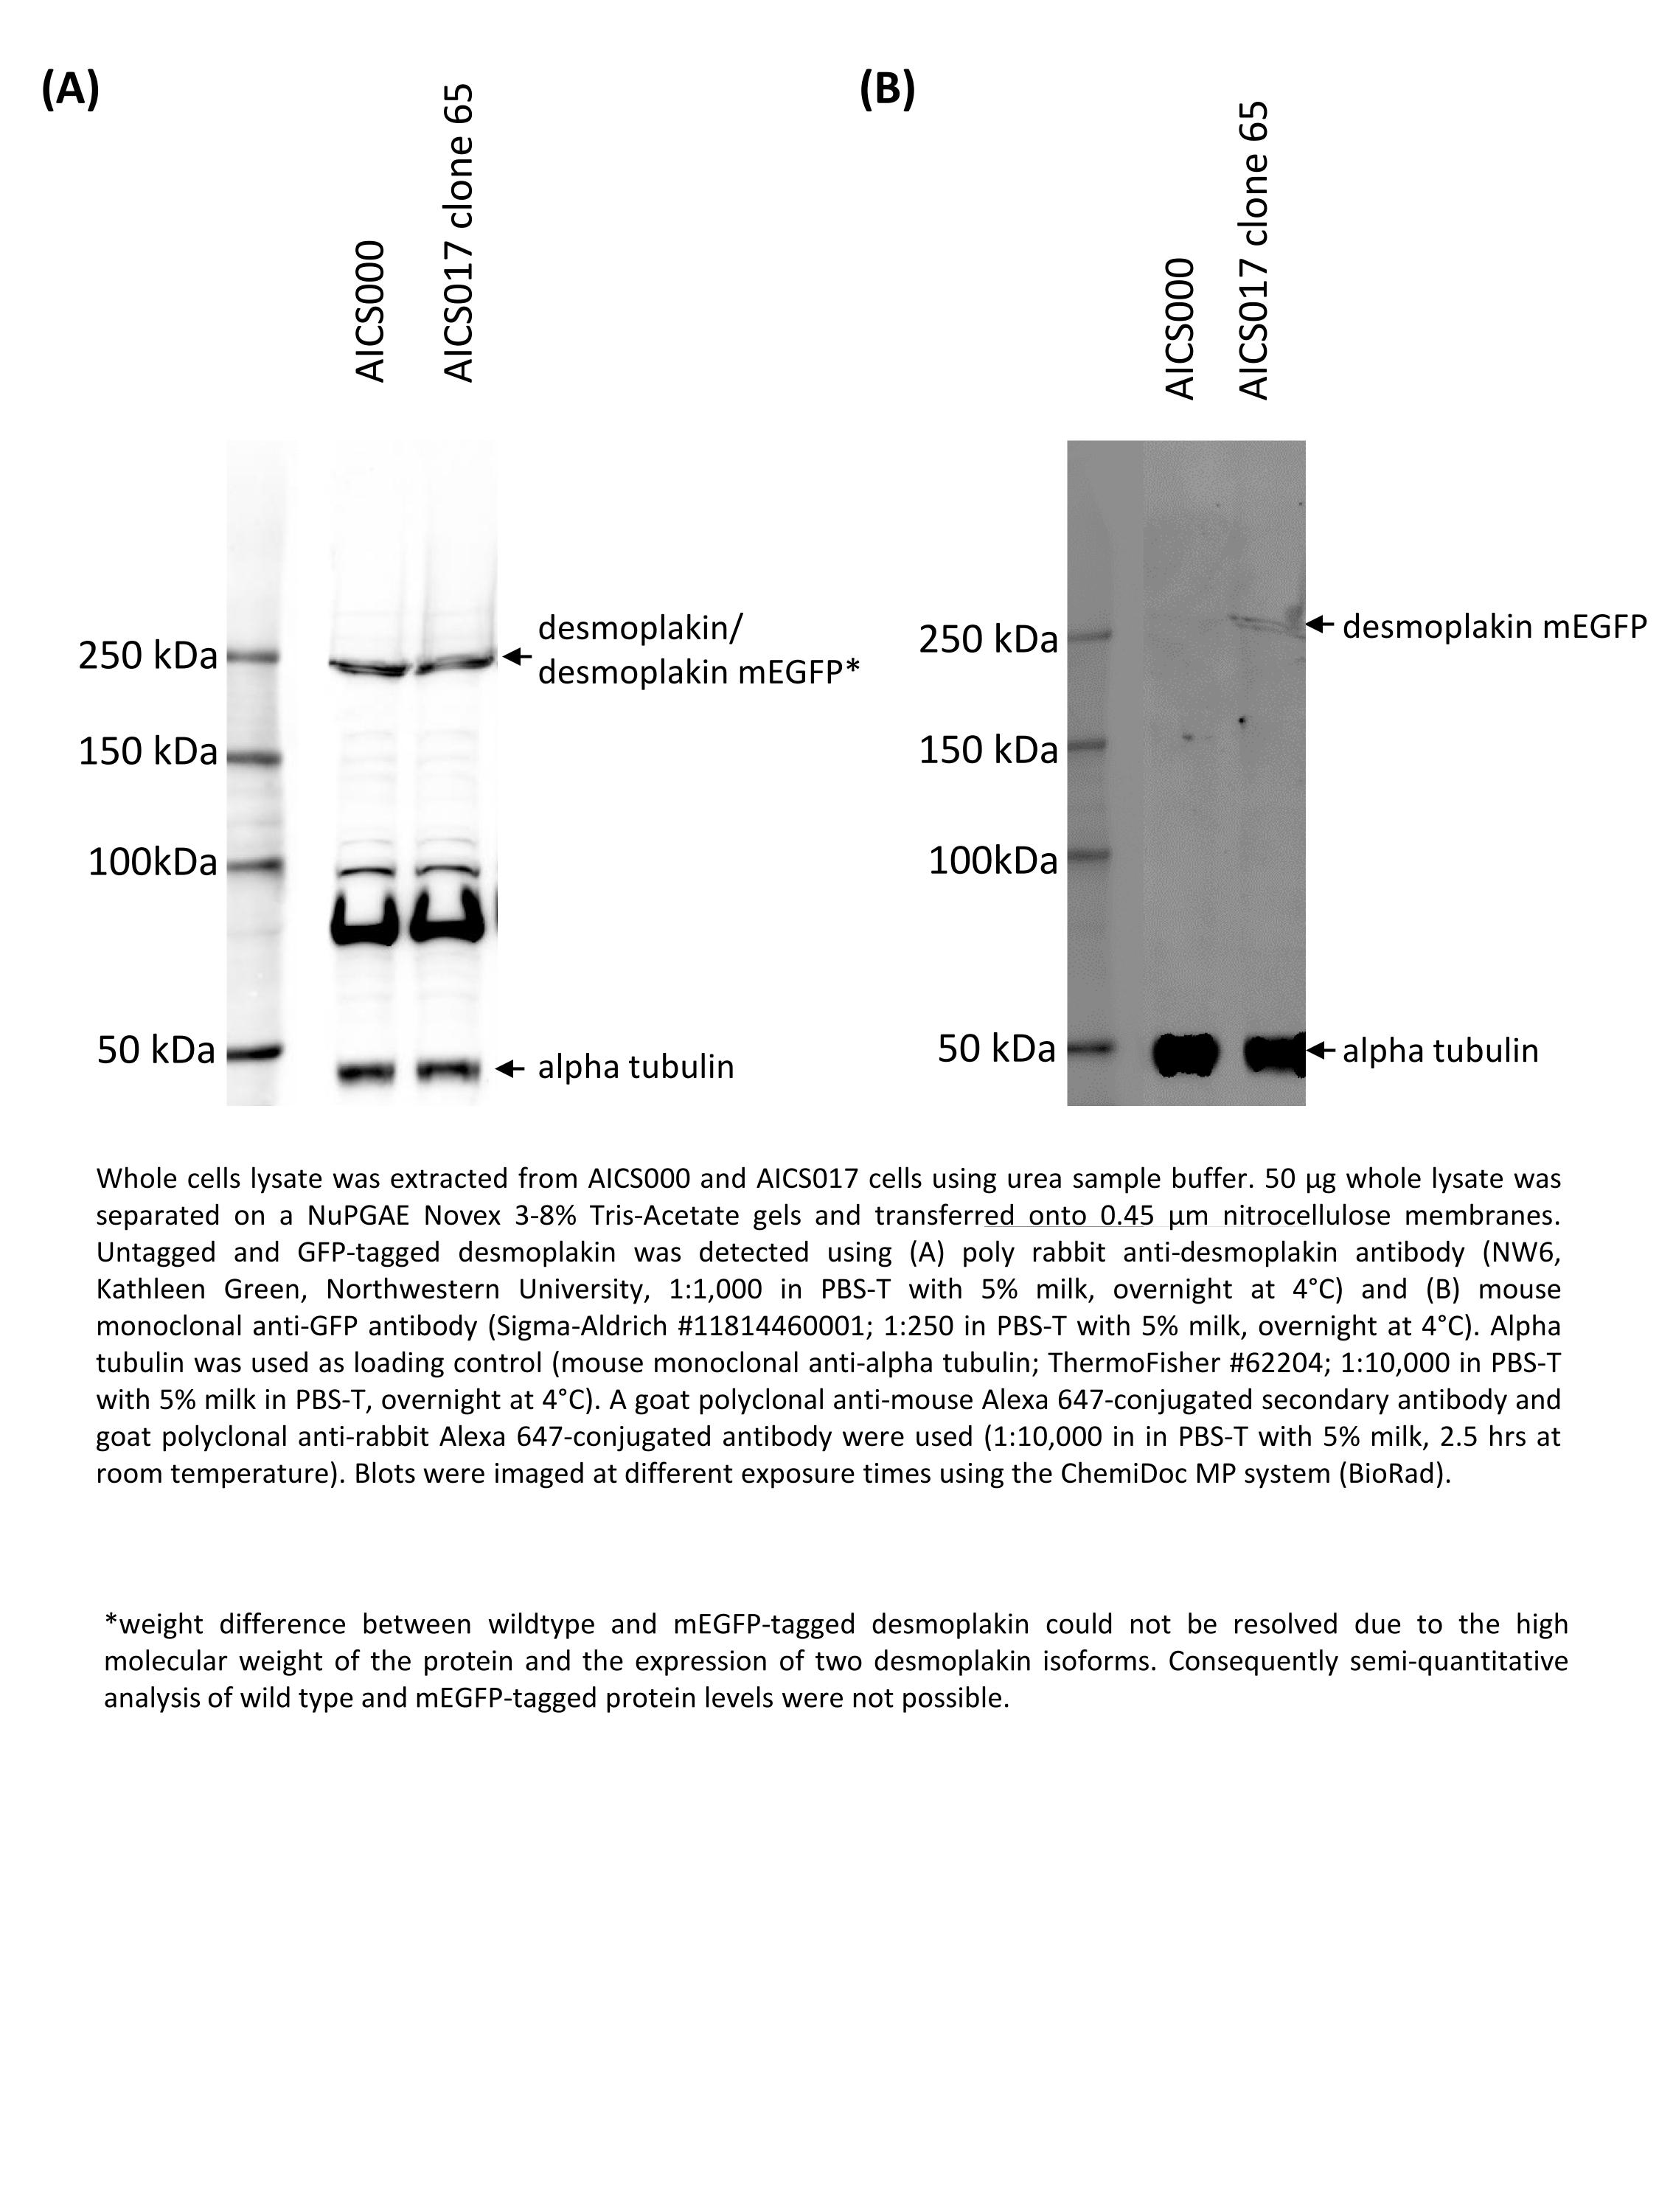 (A)
AICS000
AICS017 clone 65
250 kDa
150 kDa
100kDa
50 kDa
desmoplakin/
desmoplakin mEGFP*
alpha tubulin
(B)
AICS000
AICS017 clone 65
250 kDa
150 kDa
100kDa
50 kDa
desmoplakin mEGFP
alpha tubulin
Whole cells lysate was extracted from AICS000 and AICS017 cells using urea sample buffer. 50 µg whole lysate was
separated on a NuPGAE Novex 3-8% Tris-Acetate gels and transferred onto 0.45 µm nitrocellulose membranes.
Untagged and GFP-tagged desmoplakin was detected using (A) poly rabbit anti-desmoplakin antibody (NW6,
Kathleen Green, Northwestern University, 1:1,000 in PBS-T with 5% milk, overnight at 4°C) and (B) mouse
monoclonal anti-GFP antibody (Sigma-Aldrich #11814460001; 1:250 in PBS-T with 5% milk, overnight at 4°C). Alpha
tubulin was used as loading control (mouse monoclonal anti-alpha tubulin; ThermoFisher #62204; 1:10,000 in PBS-T
with 5% milk in PBS-T, overnight at 4°C). A goat polyclonal anti-mouse Alexa 647-conjugated secondary antibody and
goat polyclonal anti-rabbit Alexa 647-conjugated antibody were used (1:10,000 in in PBS-T with 5% milk, 2.5 hrs at
room temperature). Blots were imaged at different exposure times using the ChemiDoc MP system (BioRad).
*weight difference between wildtype and mEGFP-tagged desmoplakin could not be resolved due to the high
molecular weight of the protein and the expression of two desmoplakin isoforms. Consequently semi-quantitative
analysis of wild type and mEGFP-tagged protein levels were not possible.